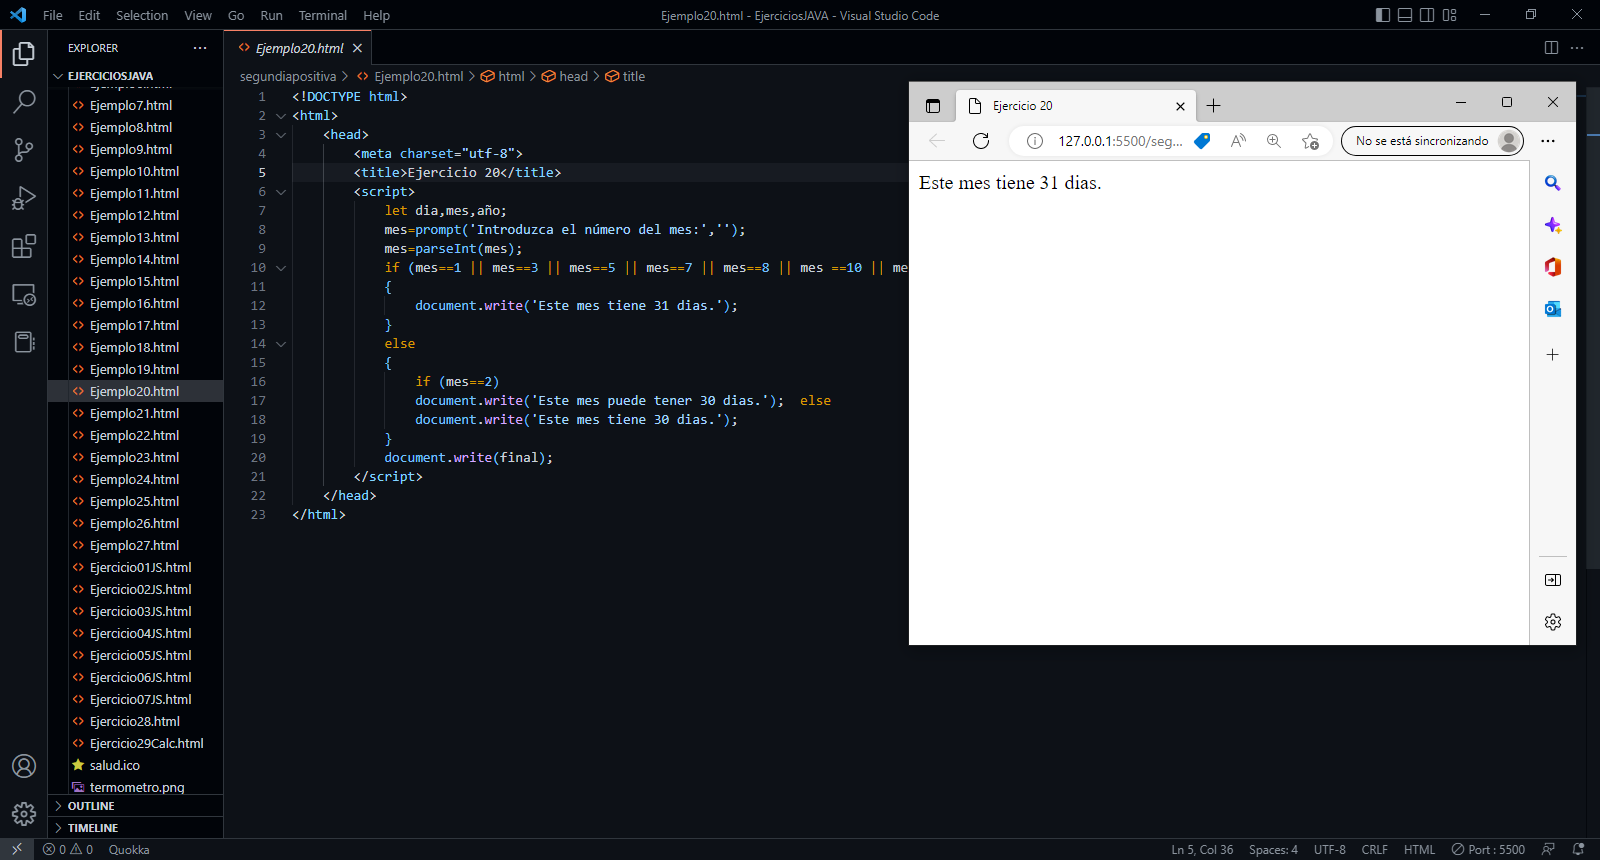 File Edit Selection View Go Run Terminal Help
Ejemplo20.html - EjerciciosJAVA - Visual Studio Code
EXPLORER
EJERCICIOSJAVA
Ejemplo7.html
Ejemplo8.html
Ejemplo9.html
Ejemplo10.html
Ejemplo11.html
Ejemplo12.html
Ejemplo13.html
Ejemplo14.html
Ejemplo15.html
Ejemplo16.html
Ejemplo17.html
Ejemplo18.html
Ejemplo19.html
Ejemplo20.html
Ejemplo21.html
Ejemplo22.html
Ejemplo23.html
Ejemplo24.html
Ejemplo25.html
Ejemplo26.html
Ejemplo27.html
Ejercicio01JS.html
Ejercicio02JS.html
Ejercicio03JS.html
Ejercicio04JS.html
Ejercicio05JS.html
Ejercicio06JS.html
Ejercicio07JS.html
Ejercicio28.html
Ejercicio29Calc.html
salud.ico
termometro.png
OUTLINE
TIMELINE
Ejemplo20.html
segundiapositiva > Ejemplo20.html > html > head > title
1 <!DOCTYPE html>
2 <html>
3 <head>
4 <meta charset="utf-8">
5 <title>Ejercicio 20</title>
6 <script>
7 let dia,mes,año;
8 mes=prompt('Introduzca el número del mes:','');
9 mes=parseInt(mes);
10 if (mes==1 || mes==3 || mes==5 || mes==7 || mes==8 || mes ==10 || me
11 {
12 document.write('Este mes tiene 31 dias.');
13 }
14 else
15 {
16 if (mes==2)
17 document.write('Este mes puede tener 30 dias.'); else
18 document.write('Este mes tiene 30 dias.');
19 }
20 document.write(final);
21 </script>
22 </head>
23 </html>
Ejercicio 20
127.0.0.1:5500/seg...
No se está sincronizando
Este mes tiene 31 dias.
0 0 Quokka
Ln 5, Col 36 Spaces: 4 UTF-8 CRLF HTML Port : 5500